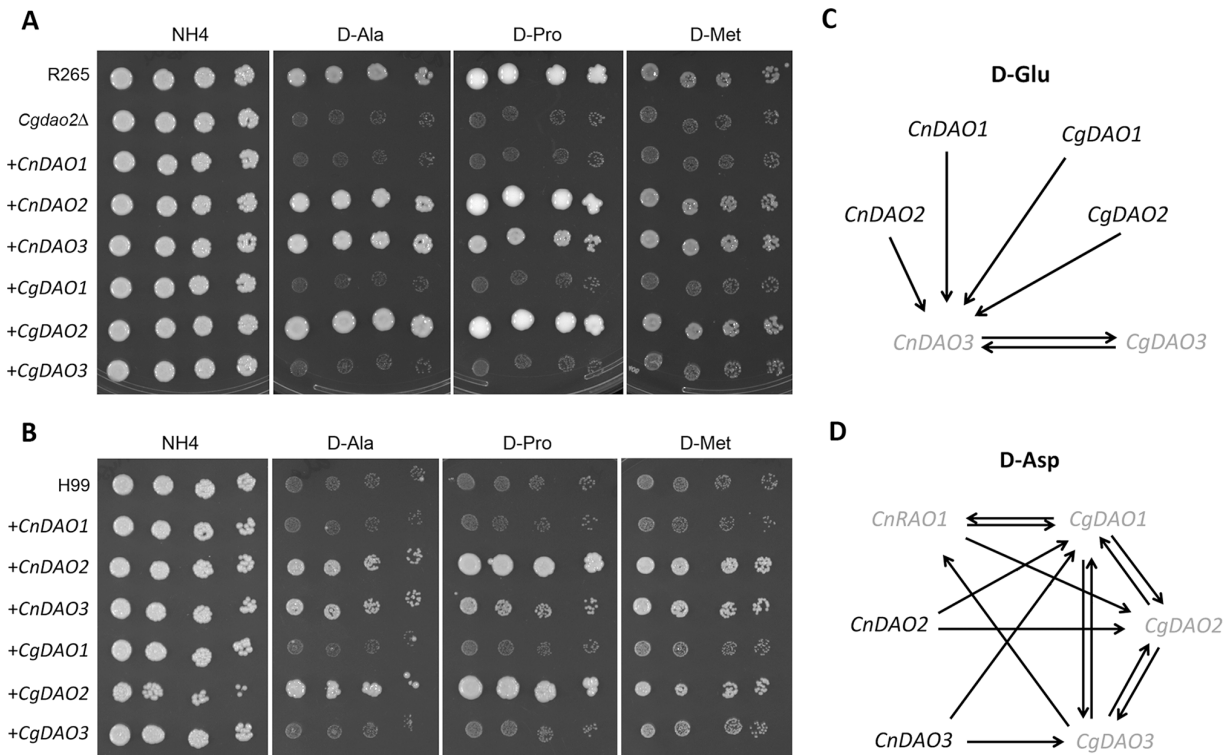 A
NH4 D-Ala D-Pro D-Met
R265
Cgdao2Δ
+CnDAO1
+CnDAO2
+CnDAO3
+CgDAO1
+CgDAO2
+CgDAO3
B
NH4 D-Ala D-Pro D-Met
H99
+CnDAO1
+CnDAO2
+CnDAO3
+CgDAO1
+CgDAO2
+CgDAO3
C
D-Glu
CnDAO1 CgDAO1
CnDAO2 CgDAO2
CnDAO3 CgDAO3
D
D-Asp
CnRAO1 CgDAO1
CnDAO2 CgDAO2
CnDAO3 CgDAO3